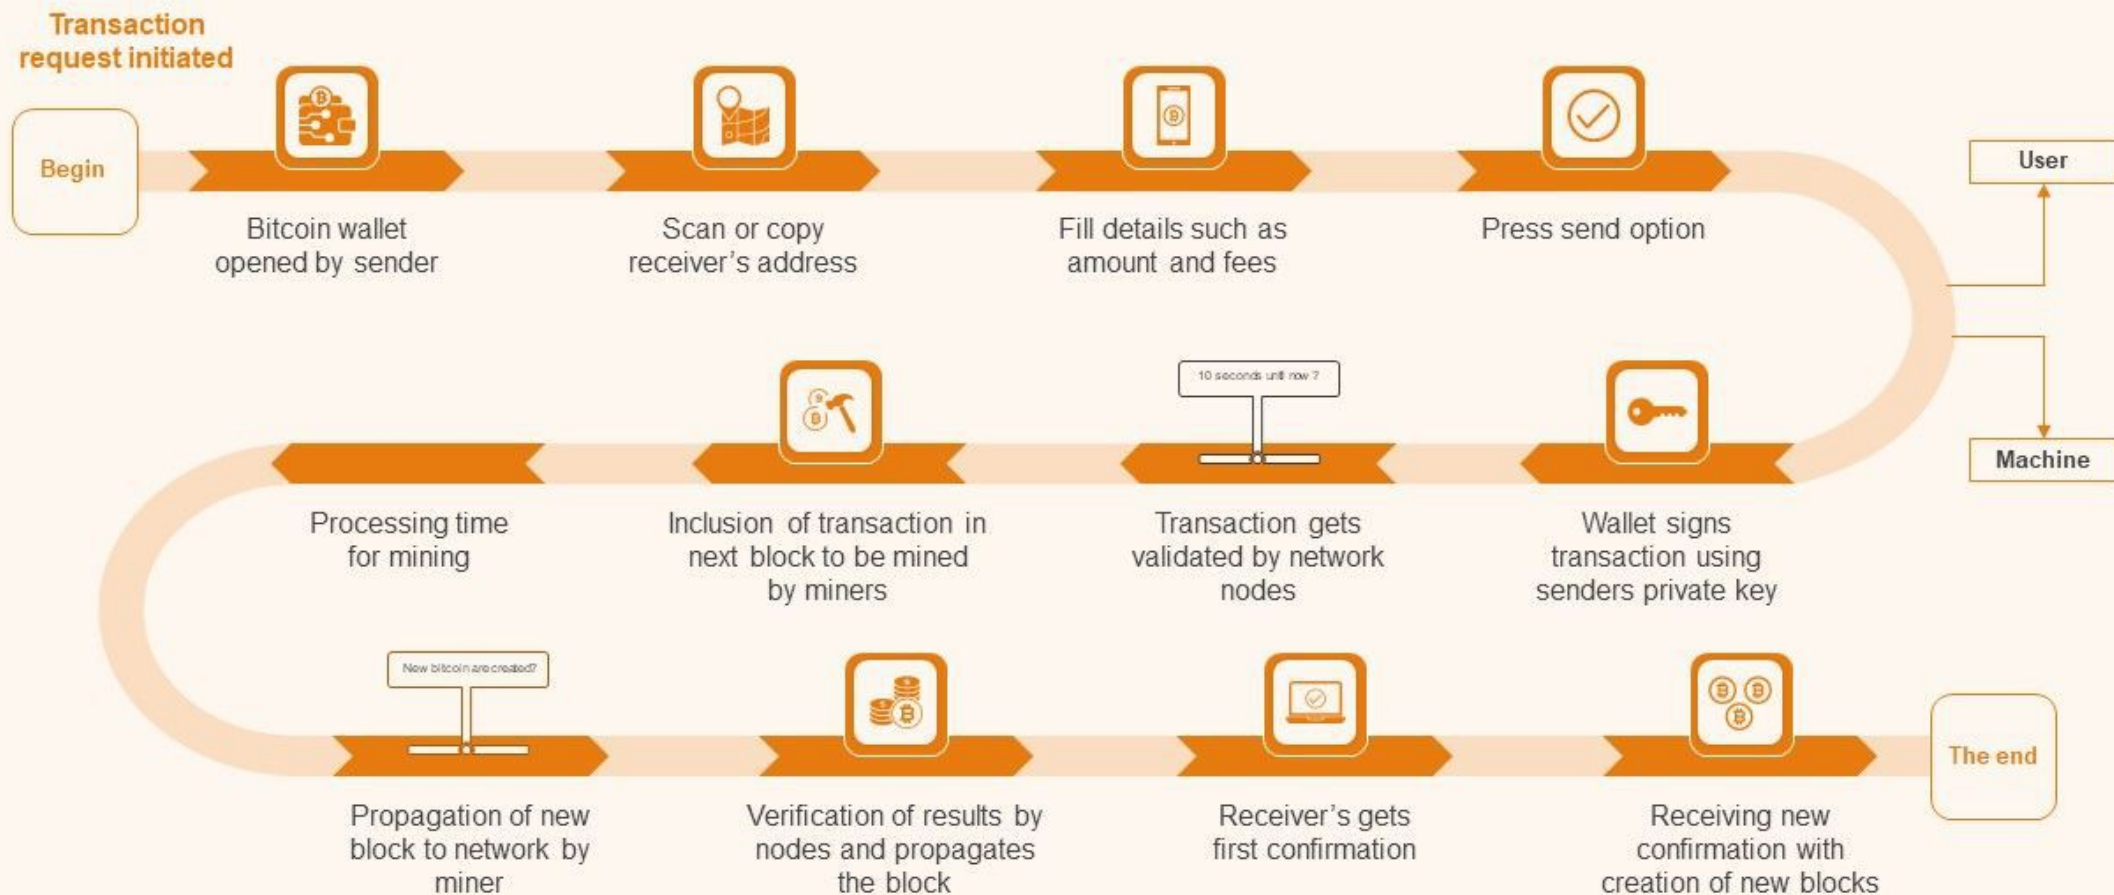 Transaction
request initiated
Begin
Bitcoin wallet
opened by sender
Scan or copy
receiver's address
Fill details such as
amount and fees
Press send option
User
Machine
Wallet signs
transaction using
senders private key
10 seconds until now ?
Transaction gets
validated by network
nodes
Inclusion of transaction in
next block to be mined
by miners
Processing time
for mining
New bitcoin are created?
Propagation of new
block to network by
miner
Verification of results by
nodes and propagates
the block
Receiver's gets
first confirmation
Receiving new
confirmation with
creation of new blocks
The end